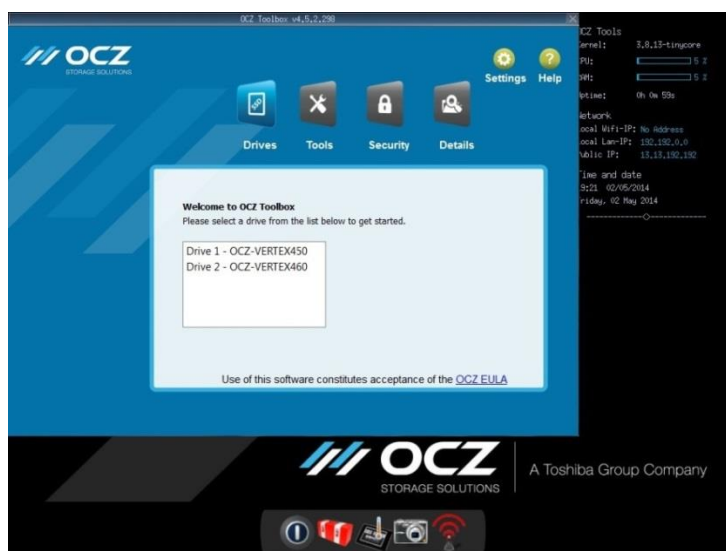 OCZ Toolbox v4.5.2.298
OCZ
STORAGE SOLUTIONS
Settings
Help
Drives
Tools
Security
Details
Welcome to OCZ Toolbox
Please select a drive from the list below to get started.
Drive 1 - OCZ-VERTEX450
Drive 2 - OCZ-VERTEX460
Use of this software constitutes acceptance of the OCZ EULA
CZ Tools
ernel: 3.8.13-tinycore
PU: 5 %
5 %
ptime: 0h 0m 59s
etwork
ocal Wifi-IP: No Address
ocal Lan-IP: 192.192.0.0
ublic IP: 13.13.192.192
ime and date
9:21 02/05/2014
riday, 02 May 2014
OCZ
STORAGE SOLUTIONS
A Toshiba Group Company